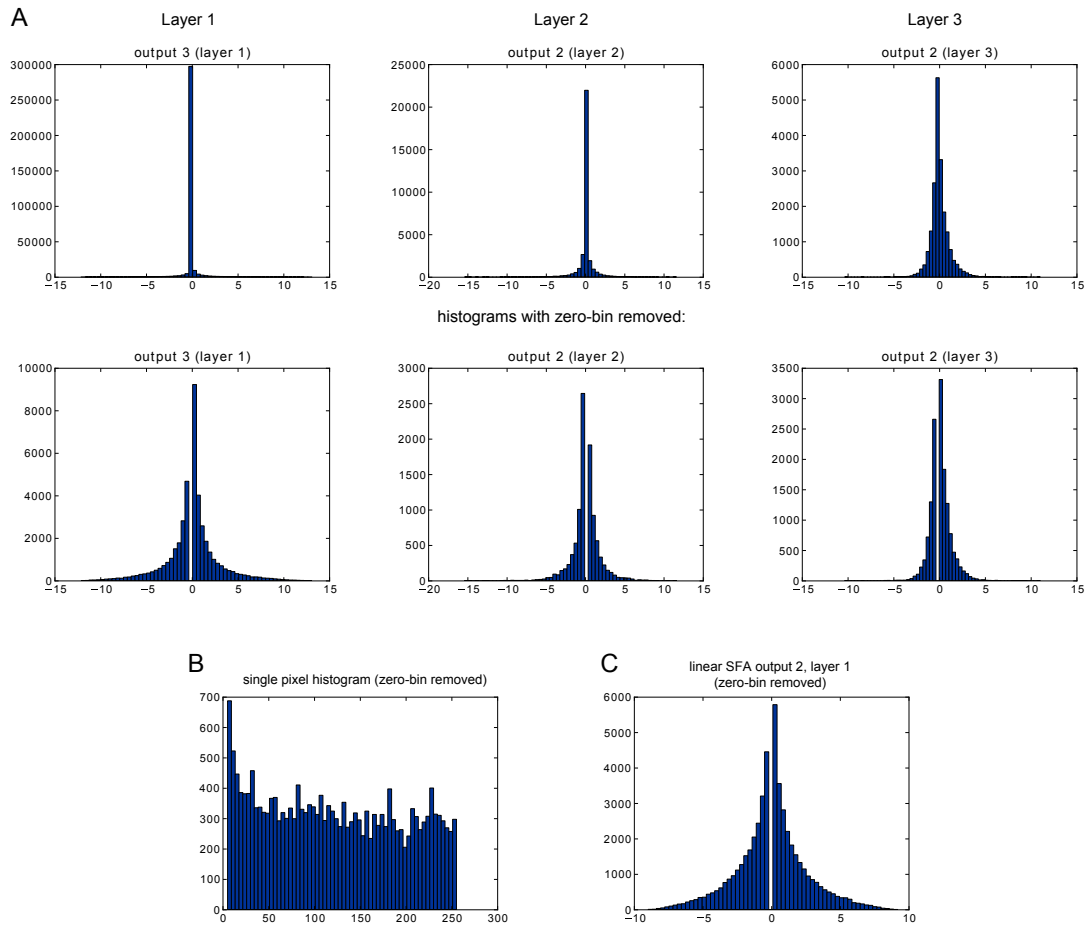 A
Layer 1
Layer 2
Layer 3
output 3 (layer 1)
300000
250000
200000
150000
100000
50000
0
−15 −10 −5 0 5 10 15
output 2 (layer 2)
25000
20000
15000
10000
5000
0
−20 −15 −10 −5 0 5 10 15
output 2 (layer 3)
6000
5000
4000
3000
2000
1000
0
−15 −10 −5 0 5 10 15
histograms with zero-bin removed:
output 3 (layer 1)
10000
8000
6000
4000
2000
0
−15 −10 −5 0 5 10 15
output 2 (layer 2)
3000
2500
2000
1500
1000
500
0
−20 −15 −10 −5 0 5 10 15
output 2 (layer 3)
3500
3000
2500
2000
1500
1000
500
0
−15 −10 −5 0 5 10 15
B
single pixel histogram (zero-bin removed)
700
600
500
400
300
200
100
0
0 50 100 150 200 250 300
C
linear SFA output 2, layer 1
(zero-bin removed)
6000
5000
4000
3000
2000
1000
0
−10 −5 0 5 10